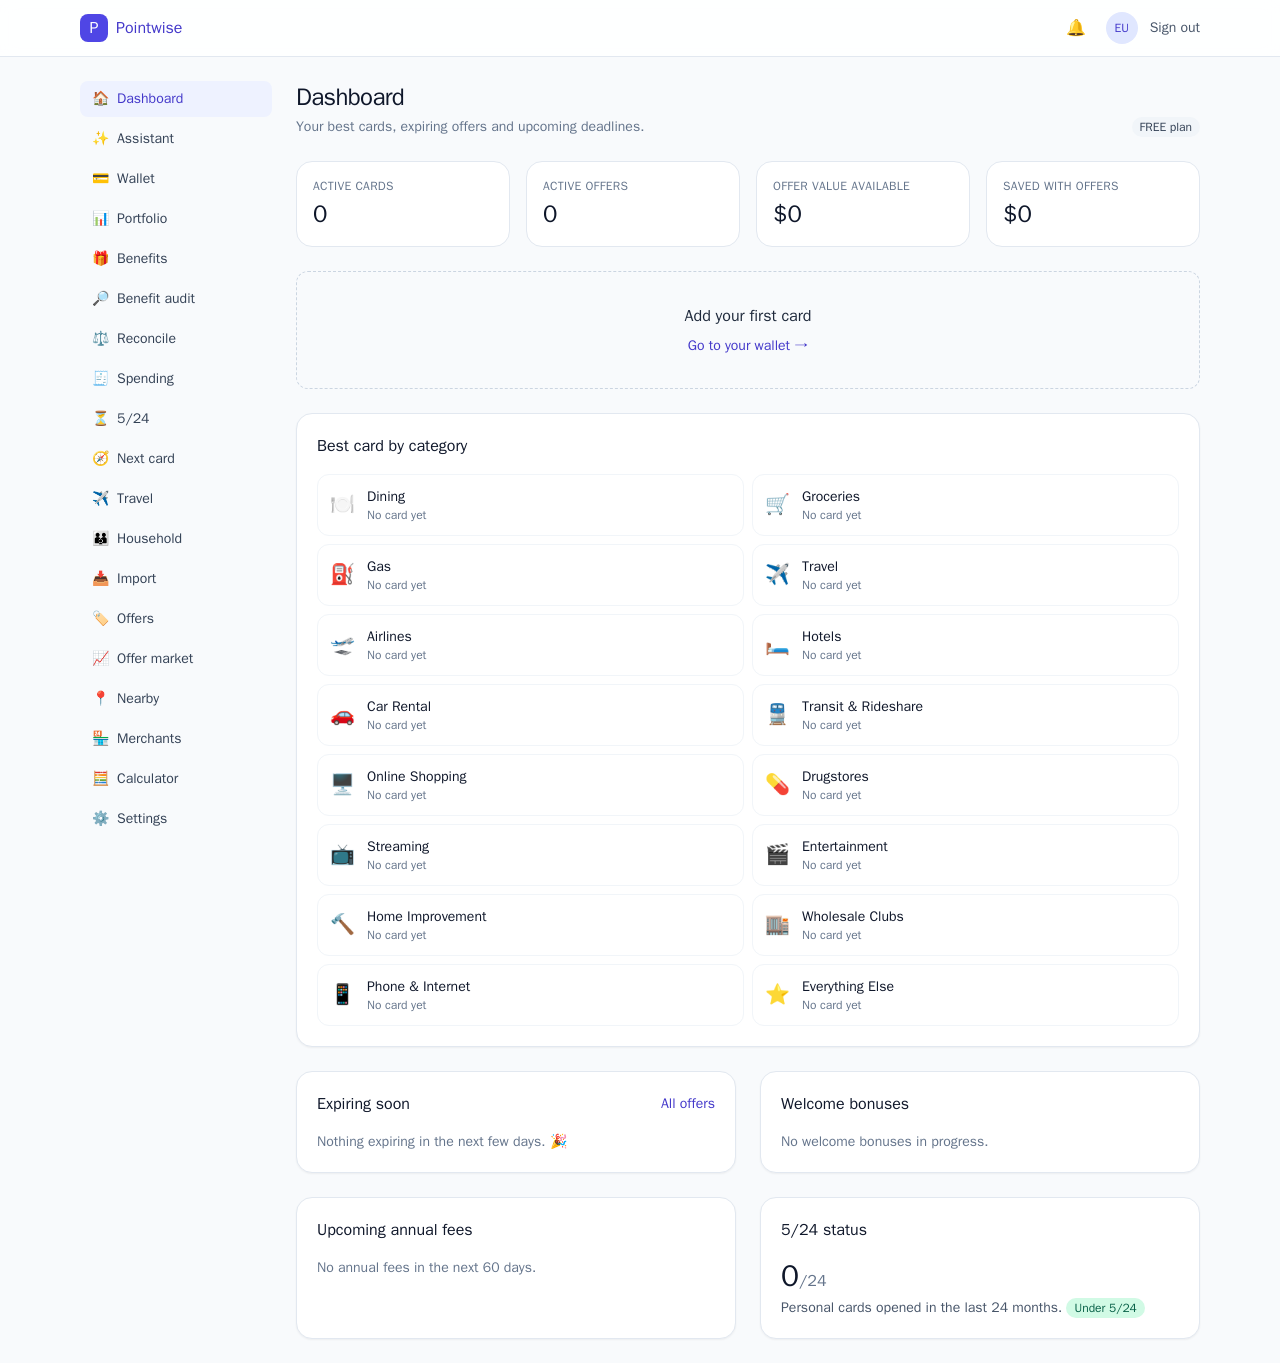 P Pointwise
EU Sign out
Dashboard
Assistant
Wallet
Portfolio
Benefits
Benefit audit
Reconcile
Spending
5/24
Next card
Travel
Household
Import
Offers
Offer market
Nearby
Merchants
Calculator
Settings
Dashboard
Your best cards, expiring offers and upcoming deadlines.
FREE plan
ACTIVE CARDS
0
ACTIVE OFFERS
0
OFFER VALUE AVAILABLE
$0
SAVED WITH OFFERS
$0
Add your first card
Go to your wallet →
Best card by category
Dining
No card yet
Groceries
No card yet
Gas
No card yet
Travel
No card yet
Airlines
No card yet
Hotels
No card yet
Car Rental
No card yet
Transit & Rideshare
No card yet
Online Shopping
No card yet
Drugstores
No card yet
Streaming
No card yet
Entertainment
No card yet
Home Improvement
No card yet
Wholesale Clubs
No card yet
Phone & Internet
No card yet
Everything Else
No card yet
Expiring soon
All offers
Nothing expiring in the next few days. 🎉
Welcome bonuses
No welcome bonuses in progress.
Upcoming annual fees
No annual fees in the next 60 days.
5/24 status
0/24
Personal cards opened in the last 24 months. Under 5/24